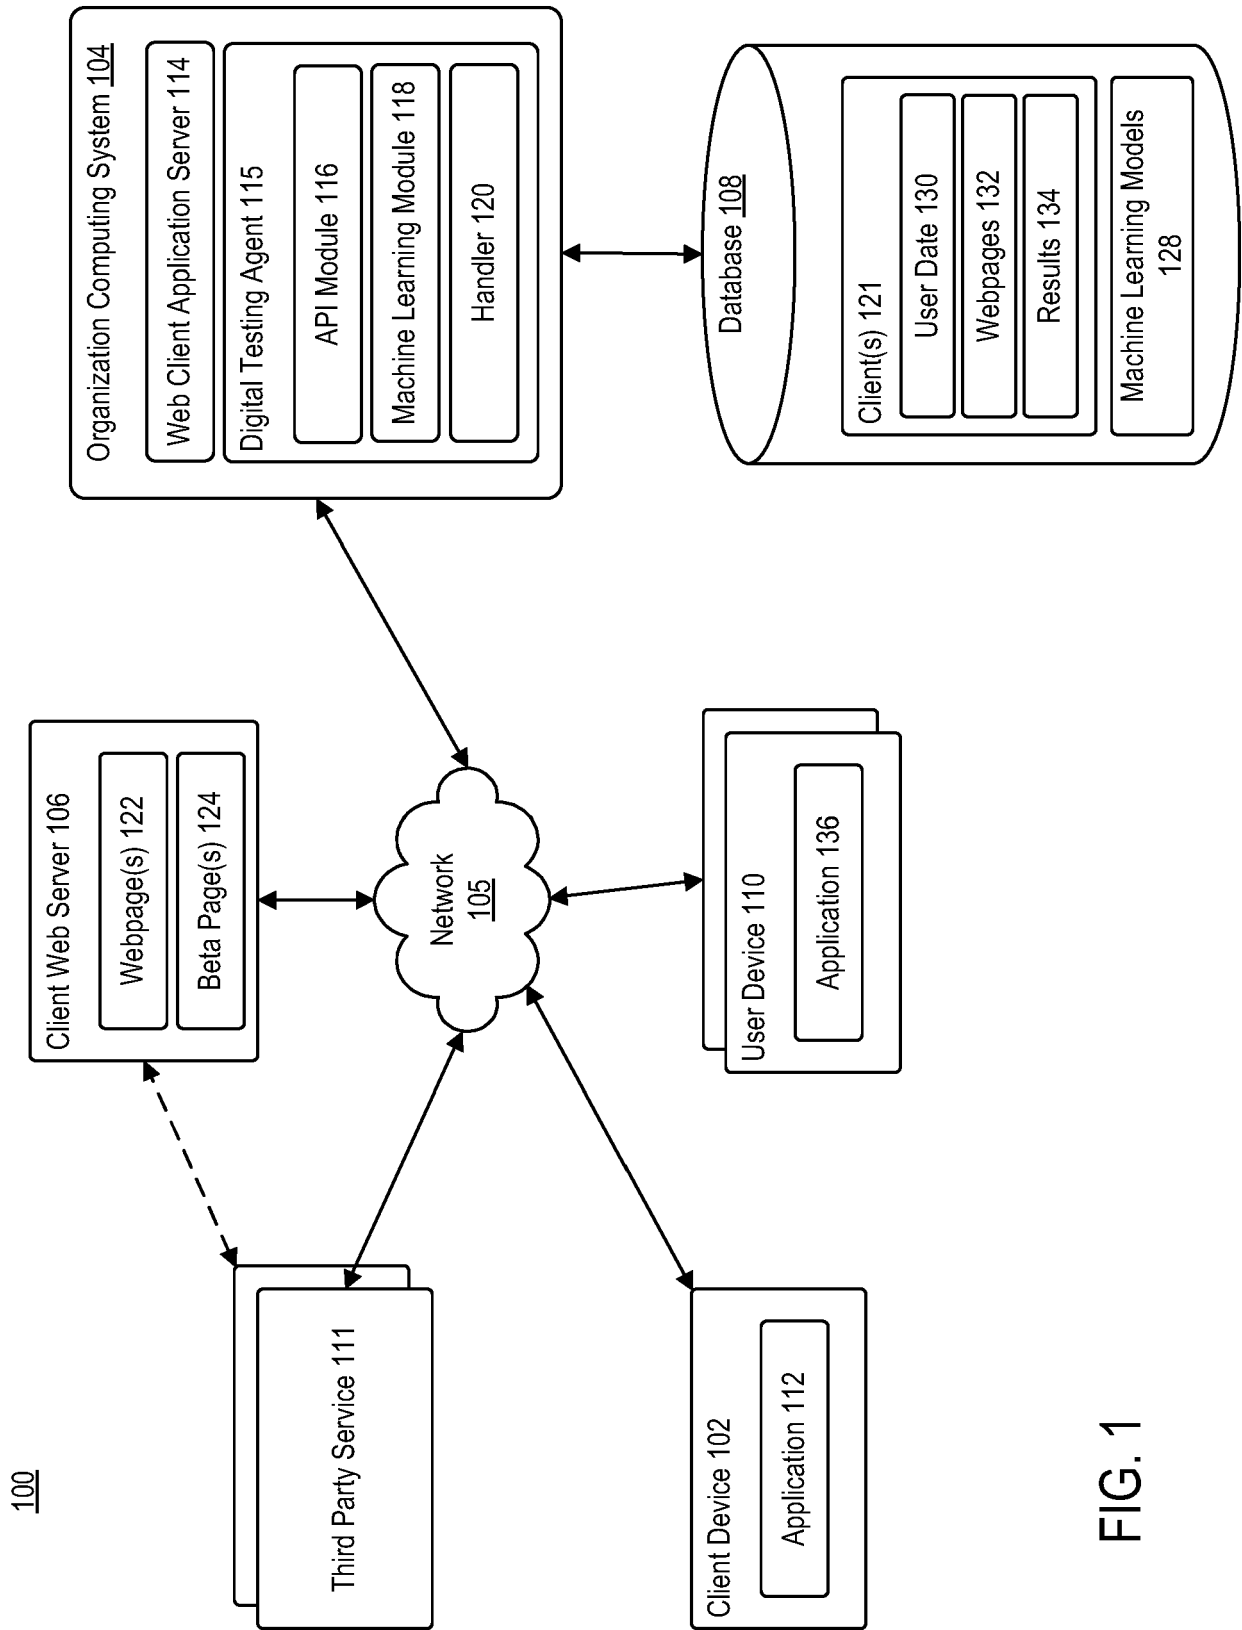 100
Third Party Service 111
Client Web Server 106
Webpage(s) 122
Beta Page(s) 124
Organization Computing System 104
Web Client Application Server 114
Digital Testing Agent 115
API Module 116
Machine Learning Module 118
Handler 120
Network
105
Client Device 102
Application 112
User Device 110
Application 136
Database 108
Client(s) 121
User Date 130
Webpages 132
Results 134
Machine Learning Models
128
FIG. 1